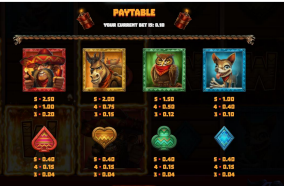 PAYTABLE
YOUR CURRENT BET IS: 0.10
5 - 2.50 5 - 2.00 5 - 1.50 5 - 1.00
4 - 1.00 4 - 0.75 4 - 0.50 4 - 0.40
3 - 0.20 3 - 0.15 3 - 0.12 3 - 0.10
5 - 0.40 5 - 0.40 5 - 0.40 5 - 0.40
4 - 0.15 4 - 0.15 4 - 0.15 4 - 0.15
3 - 0.04 3 - 0.04 3 - 0.04 3 - 0.04